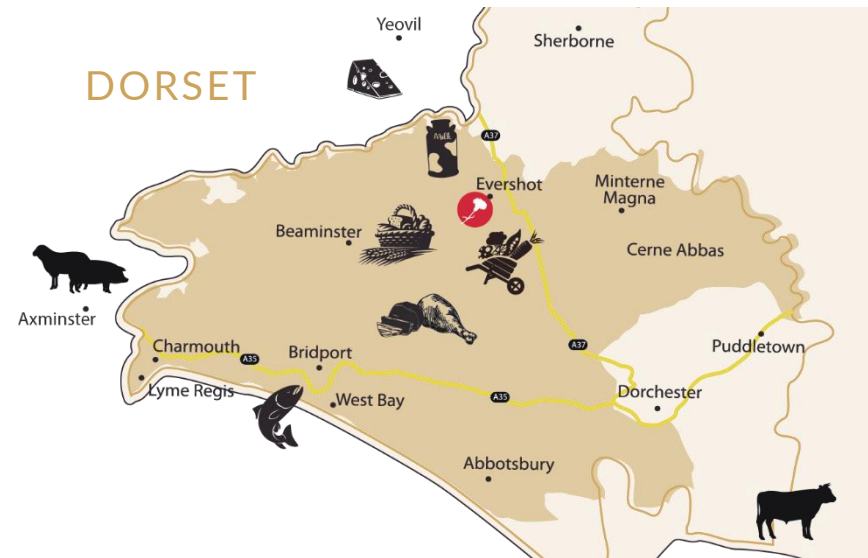 Yeovil
Sherborne
DORSET
A37
Milk
Evershot
Minterne
Magna
Beaminster
Cerne Abbas
Axminster
Charmouth
A35
Bridport
A37
Puddletown
Lyme Regis
West Bay
A35
Dorchester
Abbotsbury